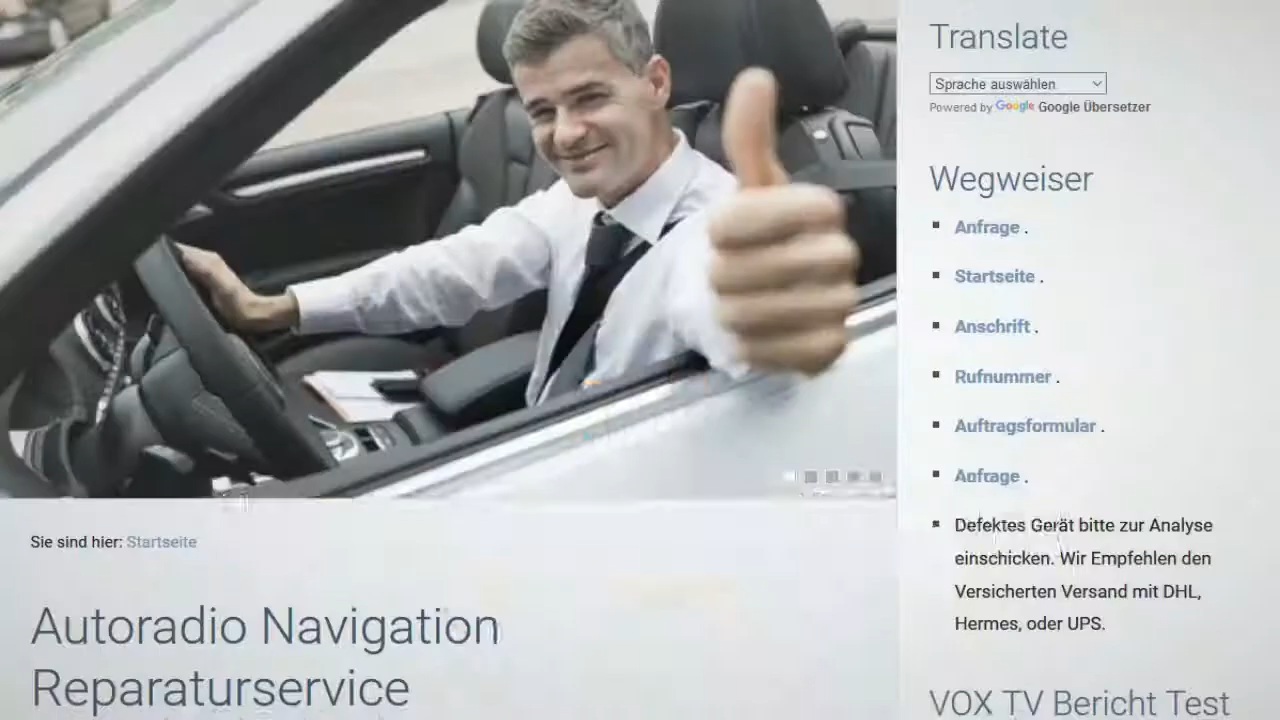 Translate
Sprache auswählen
Powered by Google Google Übersetzer
Wegweiser
Anfrage .
Startseite .
Anschrift .
Rufnummer .
Auftragsformular .
Anfrage .
Defektes Gerät bitte zur Analyse
einschicken. Wir Empfehlen den
Versicherten Versand mit DHL,
Hermes, oder UPS.
VOX TV Bericht Test
Sie sind hier: Startseite
Autoradio Navigation
Reparaturservice